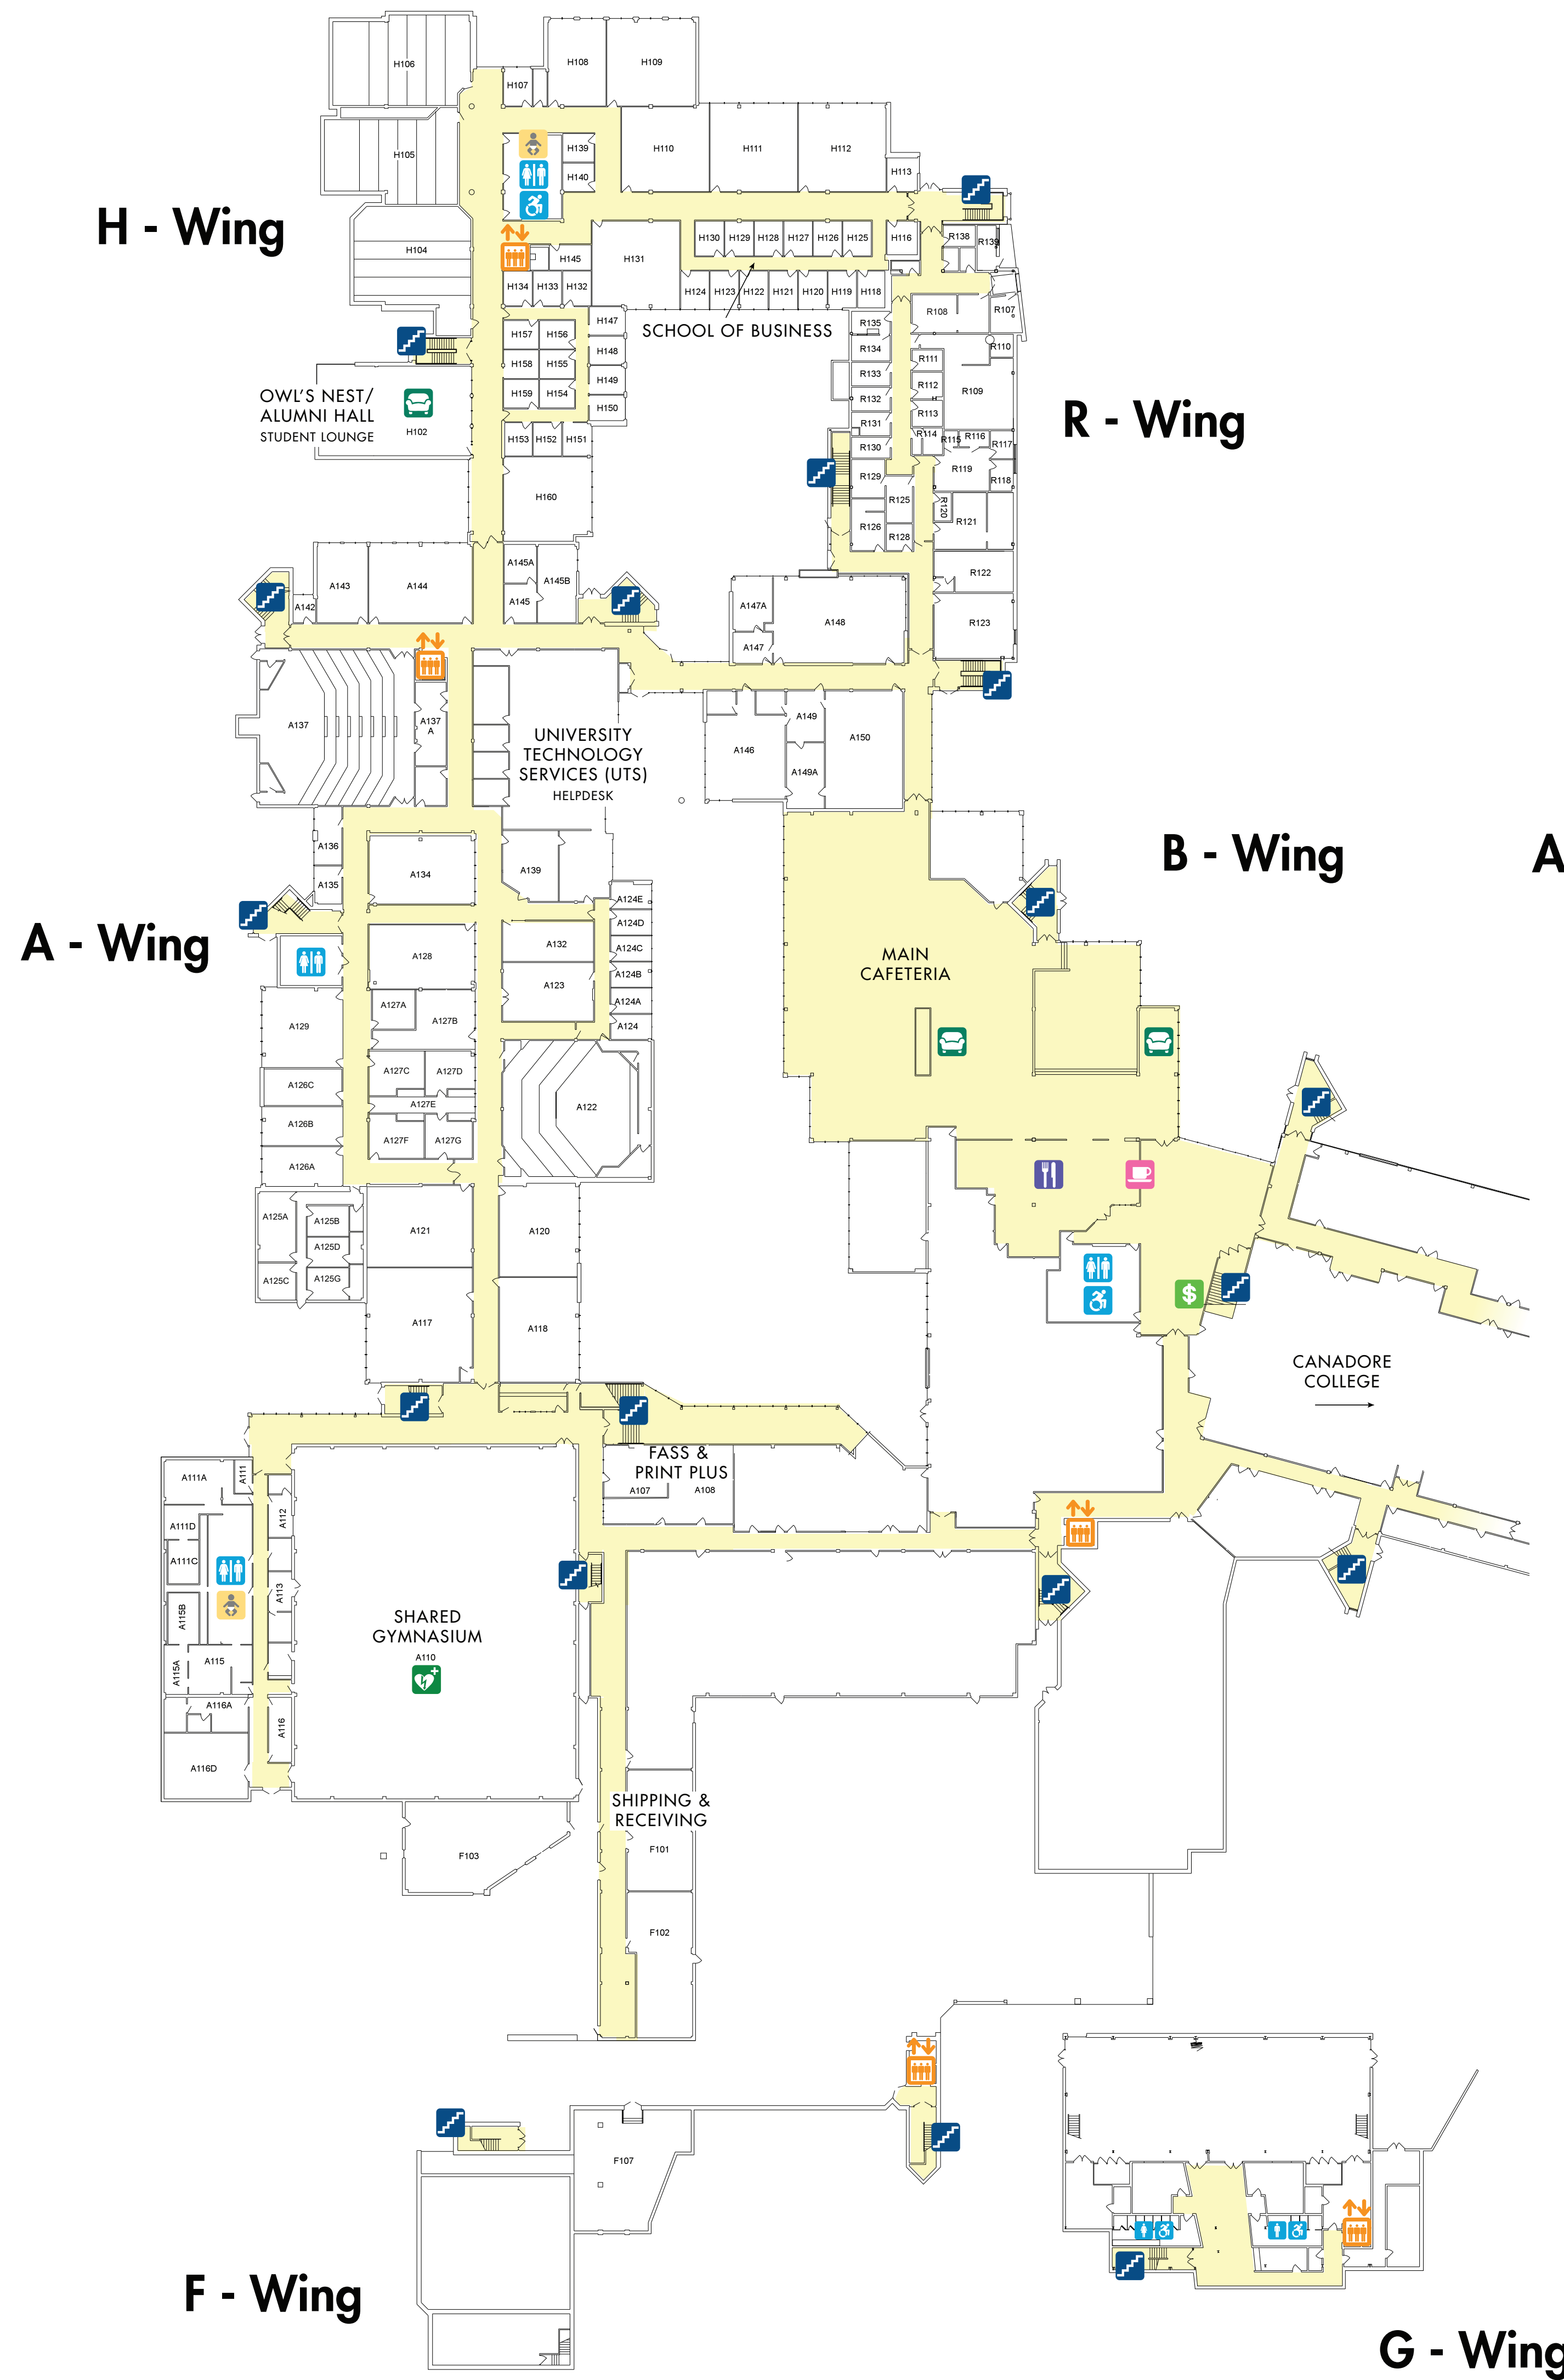 H106
H107
H108
H109
H105
H139
H140
H110
H111
H112
H113
H - Wing
H104
H145
H131
H130
H129
H128
H127
H126
H125
H116
R138
R139
H134
H133
H132
H124
H123
H122
H121
H120
H119
H118
R108
R107
SCHOOL OF BUSINESS
H157
H156
H147
H158
H155
H148
H159
H154
H149
H150
R135
R134
R133
R132
R131
R130
R129
R126
R125
R128
R110
R111
R112
R109
R113
R114
R115
R116
R117
R119
R118
R120
R121
R122
R123
R - Wing
OWL'S NEST/
ALUMNI HALL
STUDENT LOUNGE
H102
H153
H152
H151
H160
A143
A144
A142
A145A
A145B
A145
A147A
A147
A148
A137
A137
A
UNIVERSITY
TECHNOLOGY
SERVICES (UTS)
HELPDESK
A146
A149
A149A
A150
B - Wing
A
A136
A135
A134
A139
A124E
A124D
A124C
A124B
A124A
A124
A - Wing
A128
A132
A123
MAIN
CAFETERIA
A129
A127A
A127B
A126C
A127C
A127D
A127E
A126B
A127F
A127G
A126A
A122
A125A
A125B
A125D
A125C
A125G
A121
A120
A117
A118
$
CANADORE
COLLEGE
FASS &
PRINT PLUS
A107
A108
A111A
A111
A112
A111D
A111C
A113
A115B
A115A
A115
A116A
A116
A116D
SHARED
GYMNASIUM
A110
SHIPPING &
RECEIVING
F101
F103
F102
F107
F - Wing
G - Wing